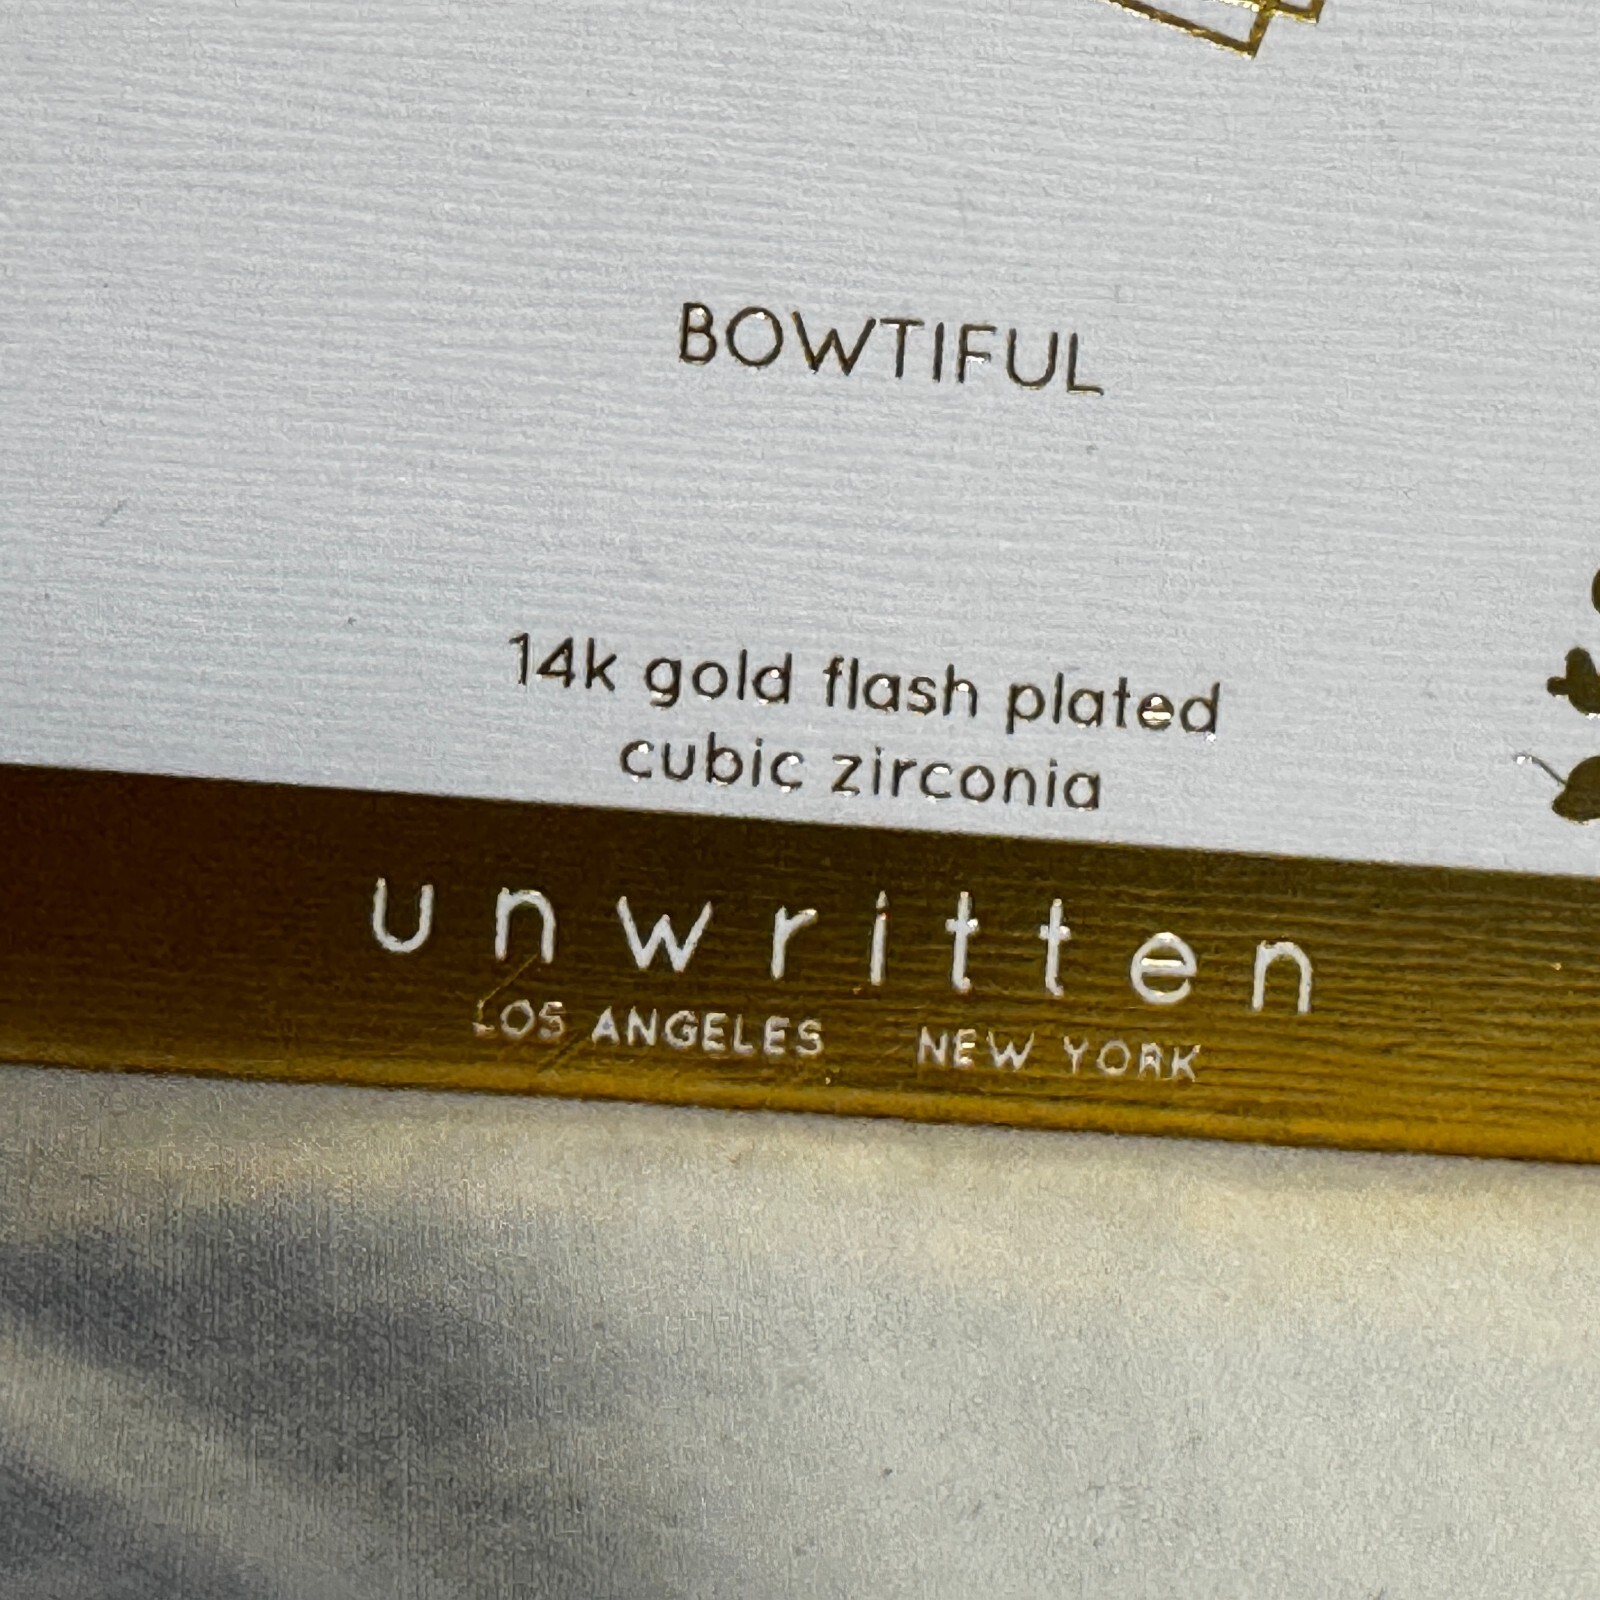 BOWTIFUL
14k gold flash plated
cubic zirconia
unwritten
LOS ANGELES NEW YORK